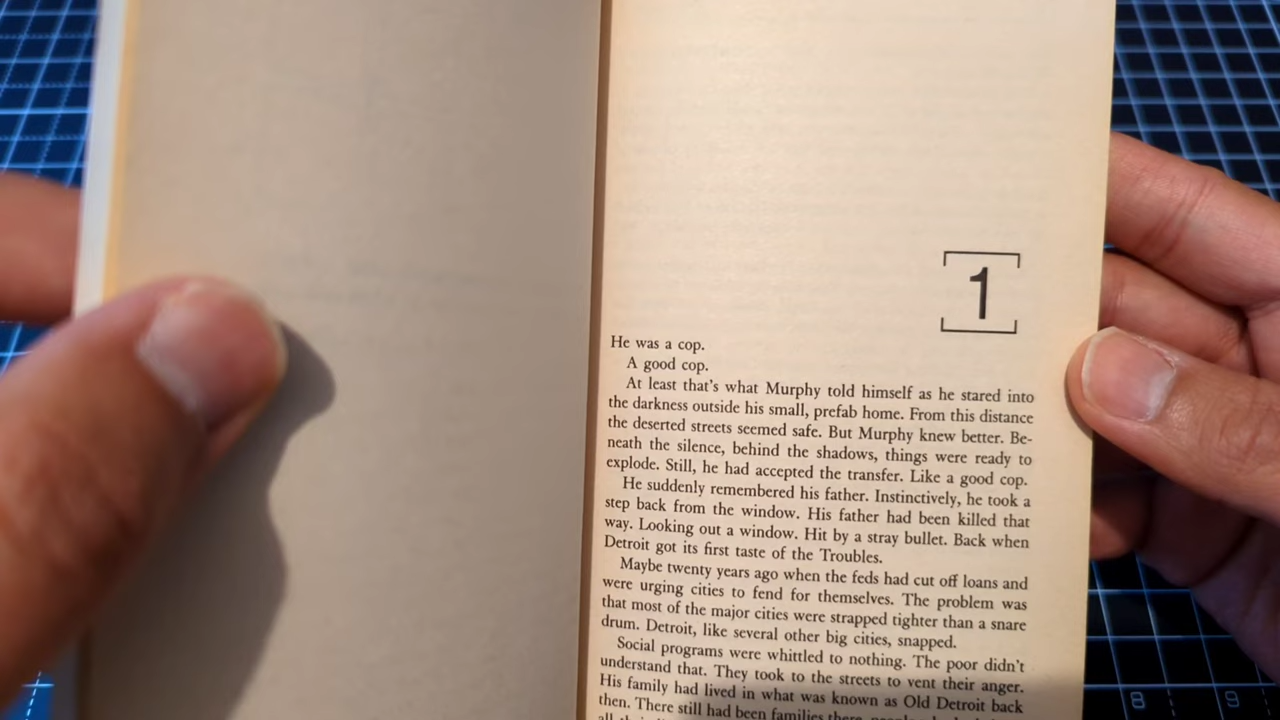 1
He was a cop.
A good cop.
At least that's what Murphy told himself as he stared into
the darkness outside his small, prefab home. From this distance
the deserted streets seemed safe. But Murphy knew better. Be-
neath the silence, behind the shadows, things were ready to
explode. Still, he had accepted the transfer. Like a good cop.
He suddenly remembered his father. Instinctively, he took a
step back from the window. His father had been killed that
way. Looking out a window. Hit by a stray bullet. Back when
Detroit got its first taste of the Troubles.
Maybe twenty years ago when the feds had cut off loans and
were urging cities to fend for themselves. The problem was
that most of the major cities were strapped tighter than a snare
drum. Detroit, like several other big cities, snapped.
Social programs were whittled to nothing. The poor didn't
understand that. They took to the streets to vent their anger.
His family had lived in what was known as Old Detroit back
then. There still had been families there,
8 9